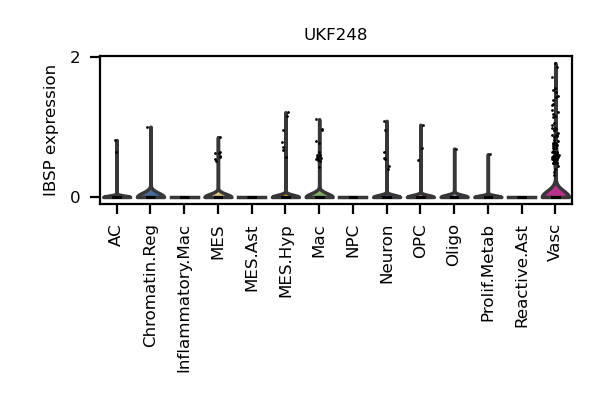 UKF248
IBSP expression
2
0
AC
Chromatin.Reg
Inflammatory.Mac
MES
MES.Ast
MES.Hyp
Mac
NPC
Neuron
OPC
Oligo
Prolif.Metab
Reactive.Ast
Vasc